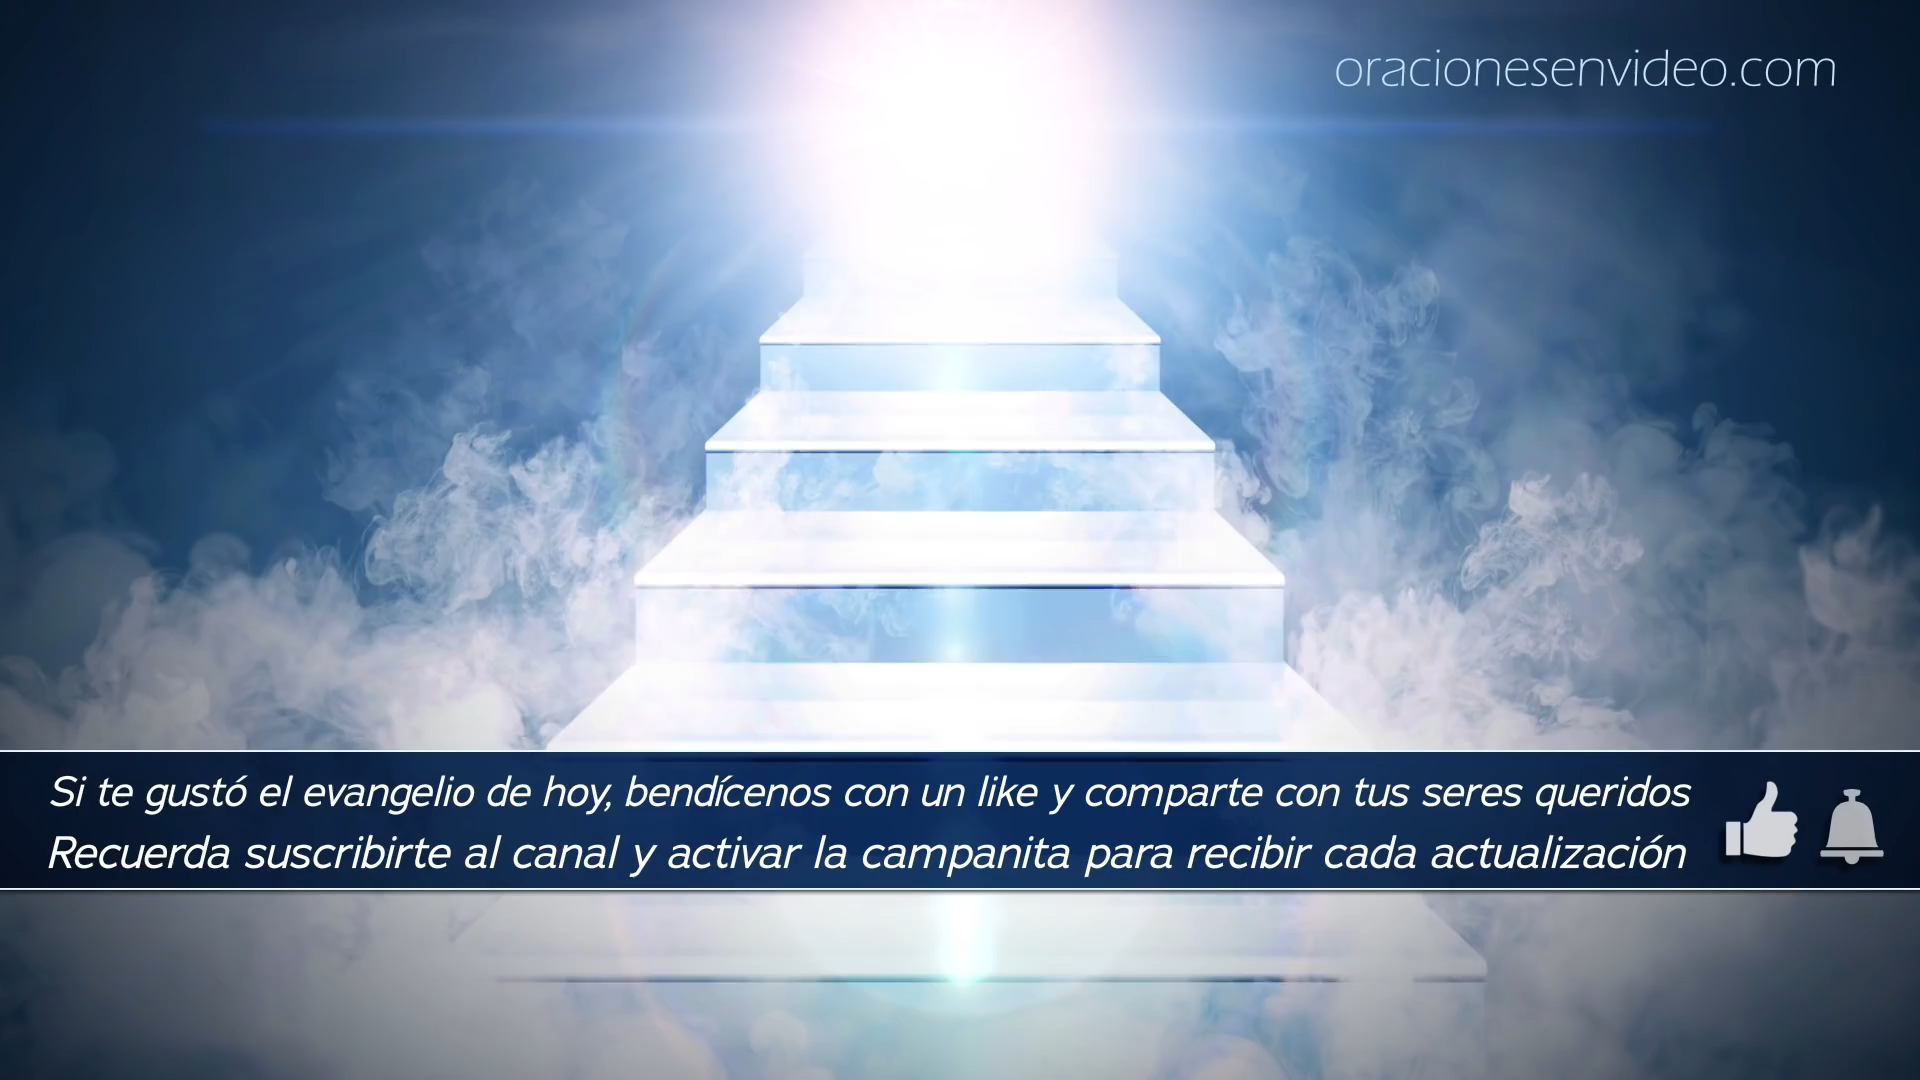 oracionesenvideo.com
Si te gustó el evangelio de hoy, bendícenos con un like y comparte con tus seres queridos
Recuerda suscribirte al canal y activar la campanita para recibir cada actualización